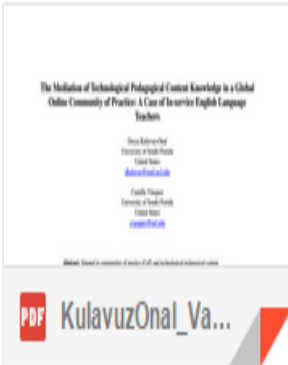 The Mediation of Technological Pedagogical Content Knowledge in a Global
Online Community of Practice: A Case of In-service English Language
Teachers
Derya Kulavuz-Onal
University of South Florida
United States
Camilla Vásquez
University of South Florida
United States
PDF KulavuzOnal_Va...